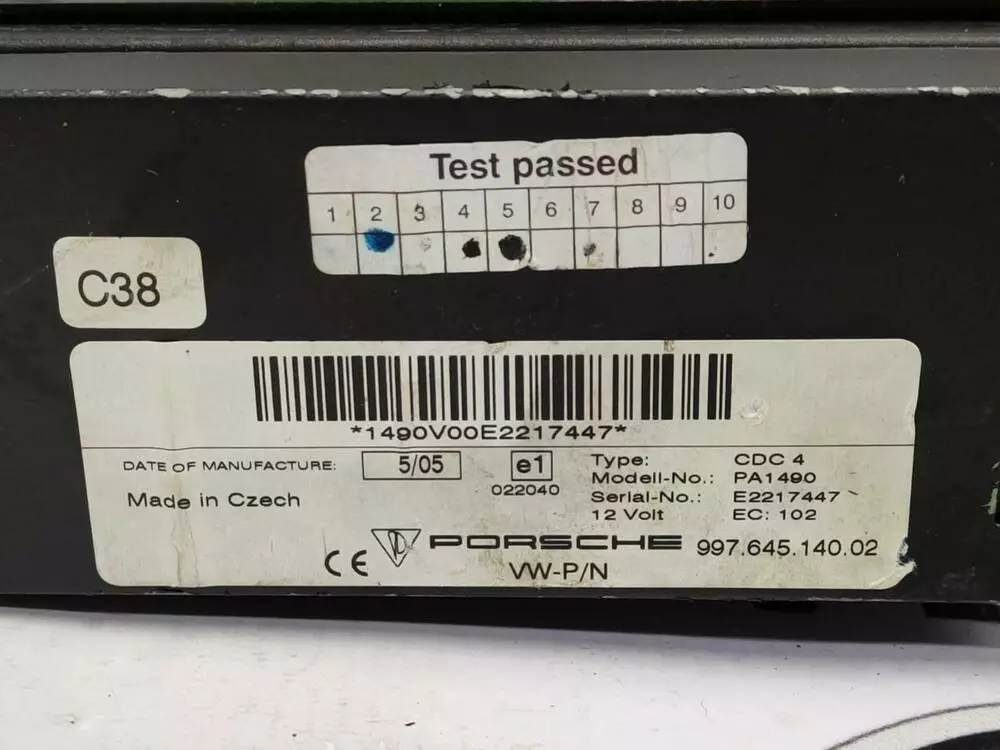 Test passed
1 2 3 4 5 6 7 8 9 10
C38
*1490V00E2217447*
DATE OF MANUFACTURE: 5/05 e1
022040
Made in Czech
Type: CDC 4
Modell-No.: PA1490
Serial-No.: E2217447
12 Volt EC: 102
CE PORSCHE 997.645.140.02
VW-P/N